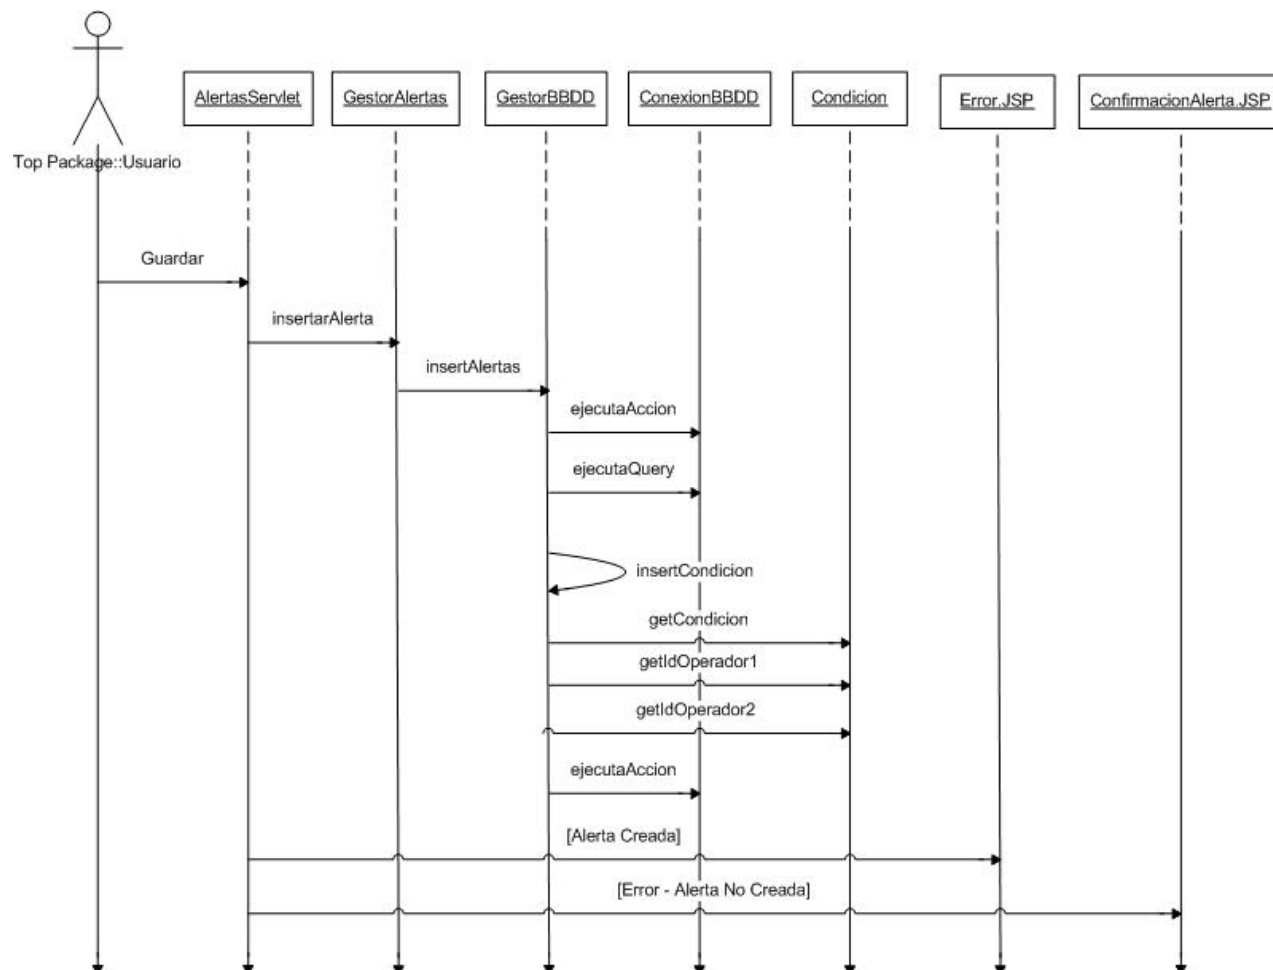 AlertasServlet
GestorAlertas
GestorBBDD
ConexionBBDD
Condicion
Error.JSP
ConfirmacionAlerta.JSP
Top Package::Usuario
Guardar
insertarAlerta
insertAlertas
ejecutaAccion
ejecutaQuery
insertCondicion
getCondicion
getIdOperador1
getIdOperador2
ejecutaAccion
[Alerta Creada]
[Error - Alerta No Creada]